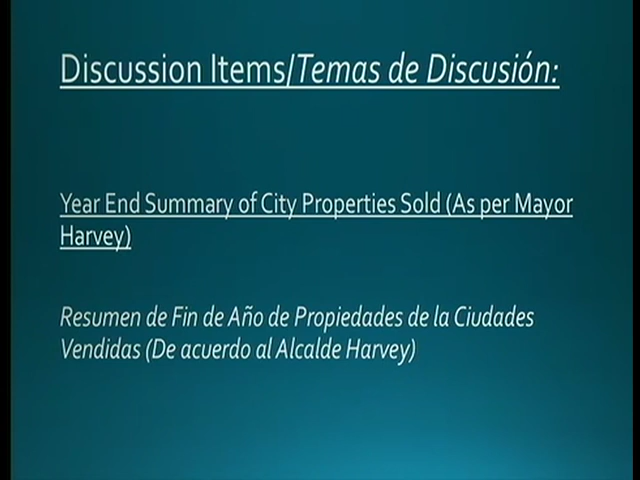 Discussion Items/Temas de Discusión:
Year End Summary of City Properties Sold (As per Mayor
Harvey)
Resumen de Fin de Año de Propiedades de la Ciudades
Vendidas (De acuerdo al Alcalde Harvey)